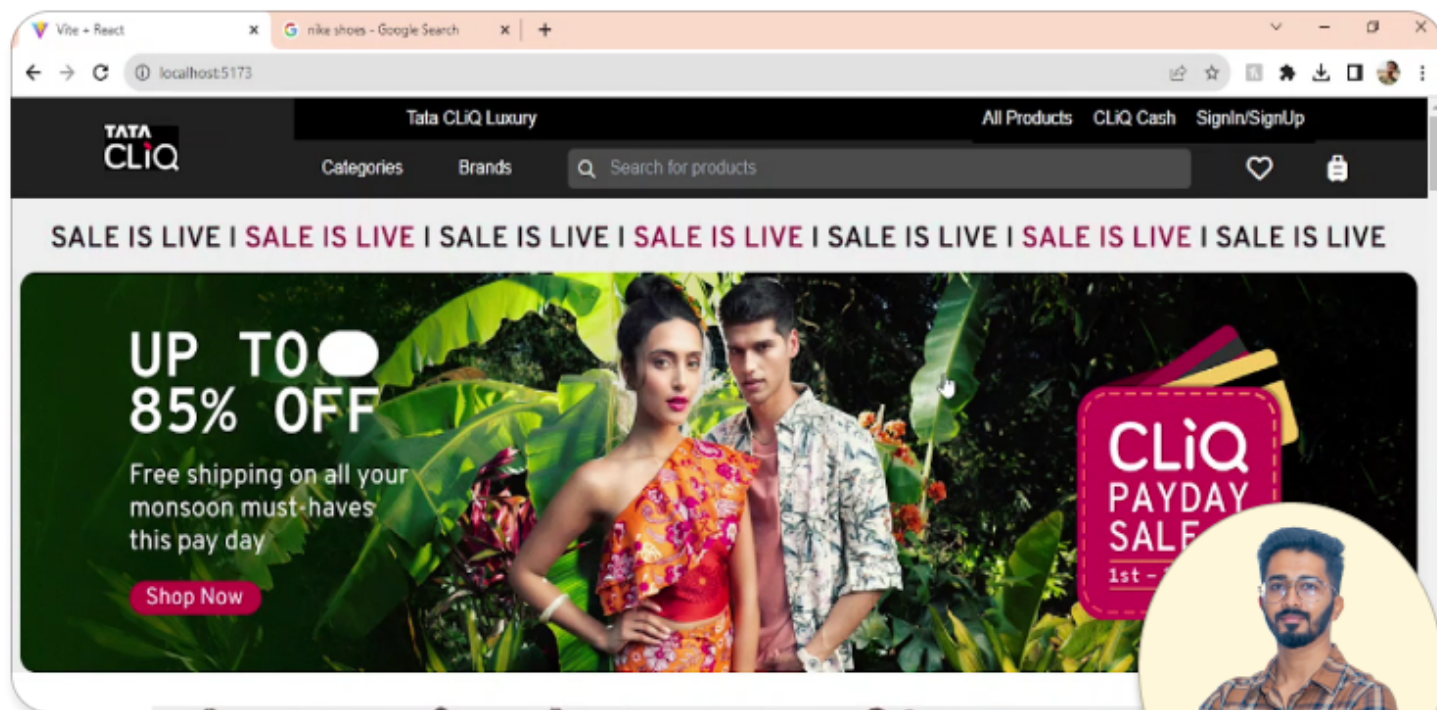 Vite + React
nike shoes - Google Search
localhost:5173
Tata CLiQ Luxury
All Products CLiQ Cash SignIn/SignUp
TATA
CLiQ
Categories Brands
Search for products
SALE IS LIVE I SALE IS LIVE I SALE IS LIVE I SALE IS LIVE I SALE IS LIVE I SALE IS LIVE I SALE IS LIVE
UP TO
85% OFF
Free shipping on all your
monsoon must-haves
this pay day
Shop Now
CLiQ
PAYDAY
SALE
1st -